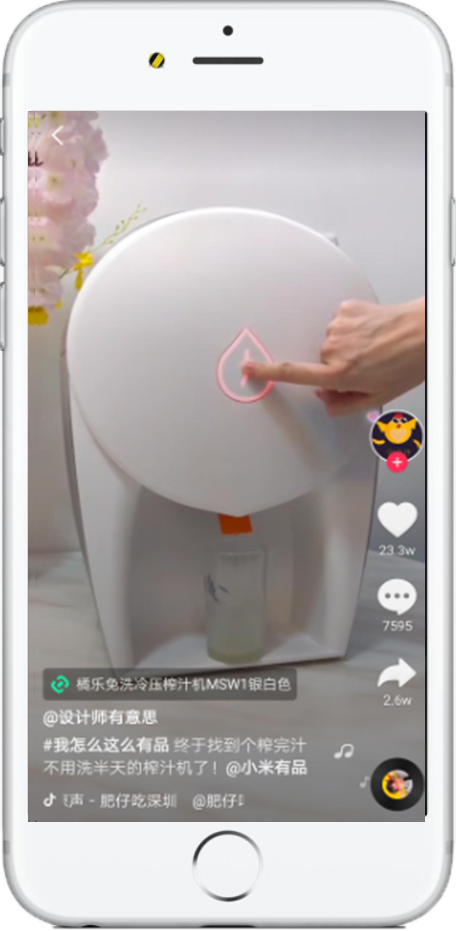 23.3w
7595
2.6w
橘乐免洗冷压榨汁机MSW1银白色
@设计师有意思
#我怎么这么有品 终于找到个榨完汁
不用洗半天的榨汁机了！@小米有品
声 - 肥仔吃深圳 @肥仔